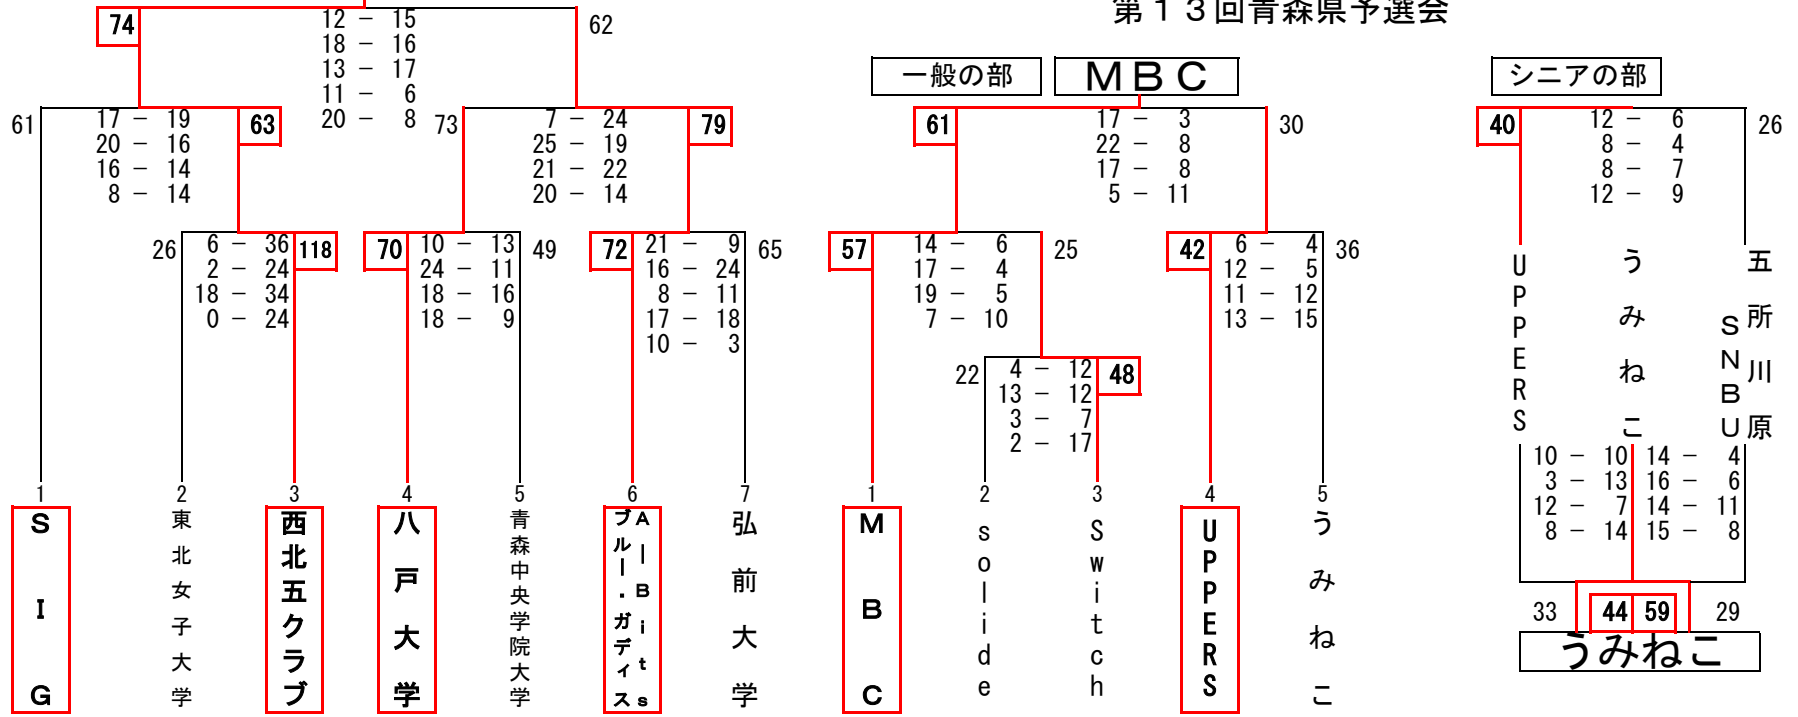 第１３回青森県予選会
74
12 － 15
18 － 16
13 － 17
11 － 6
20 － 8
62
一般の部
ＭＢＣ
シニアの部
61
17 － 19
20 － 16
16 － 14
8 － 14
63
73
7 － 24
25 － 19
21 － 22
20 － 14
79
61
17 － 3
22 － 8
17 － 8
5 － 11
30
40
12 － 6
8 － 4
8 － 7
12 － 9
26
26
6 － 36
2 － 24
18 － 34
0 － 24
118
70
10 － 13
24 － 11
18 － 16
18 － 9
49
72
21 － 9
16 － 24
8 － 11
17 － 18
10 － 3
65
57
14 － 6
17 － 4
19 － 5
7 － 10
25
42
6 － 4
12 － 5
11 － 12
13 － 15
36
22
4 － 12
13 － 12
3 － 7
2 － 17
48
UPPERS
うみねこ
五所川原
ＳＮＢＵ
10 － 10
3 － 13
12 － 7
8 － 14
14 － 4
16 － 6
14 － 11
15 － 8
33
44
59
29
うみねこ
1
ＳＩＧ
2
東北女子大学
3
西北五クラブ
4
八戸大学
5
青森中央学院大学
6
Ａ－Ｂｉｔｓ
ブルー・ガディス
7
弘前大学
1
ＭＢＣ
2
ｓｏｌｉｄｅ
3
Ｓｗｉｔｃｈ
4
UPPERS
5
うみねこ